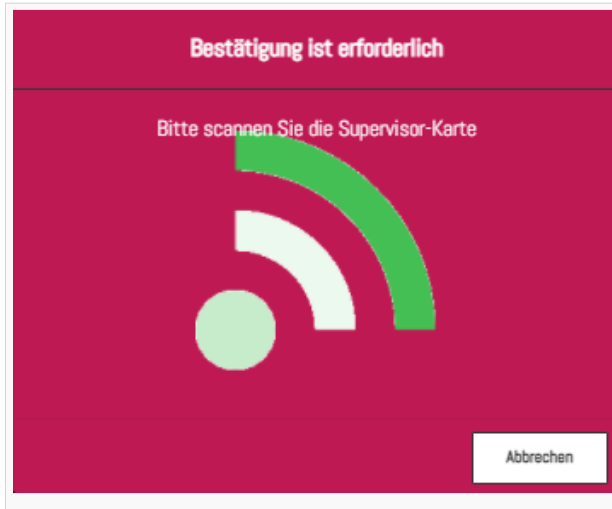 Bestätigung ist erforderlich
Bitte scannen Sie die Supervisor-Karte
Abbrechen